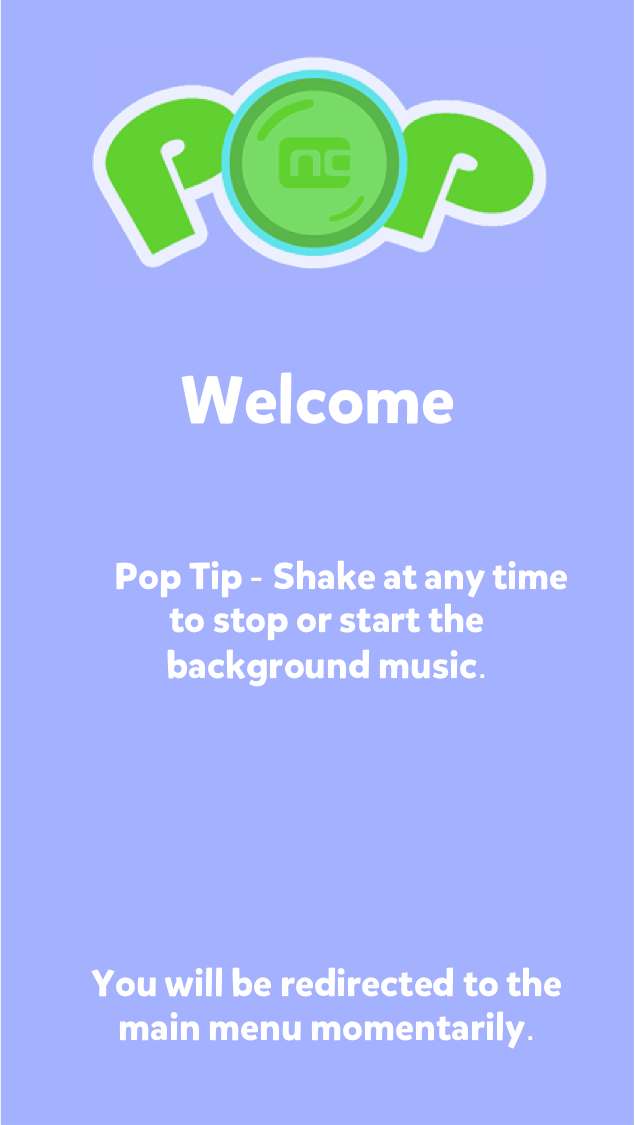 POP
nc
Welcome
Pop Tip - Shake at any time
to stop or start the
background music.
You will be redirected to the
main menu momentarily.